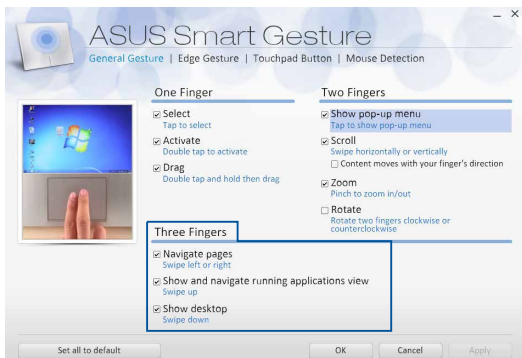 ASUS Smart Gesture
General Gesture | Edge Gesture | Touchpad Button | Mouse Detection
One Finger
Select
Tap to select
Activate
Double tap to activate
Drag
Double tap and hold then drag
Two Fingers
Show pop-up menu
Tap to show pop-up menu
Scroll
Swipe horizontally or vertically
Content moves with your finger's direction
Zoom
Pinch to zoom in/out
Rotate
Rotate two fingers clockwise or
counterclockwise
Three Fingers
Navigate pages
Swipe left or right
Show and navigate running applications view
Swipe up
Show desktop
Swipe down
Set all to default
OK
Cancel
Apply